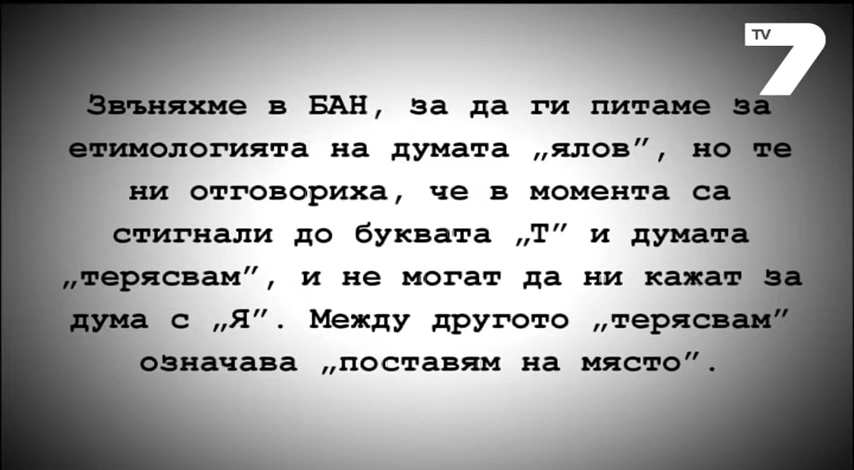 TV
7
Звъняхме в БАН, за да ги питаме за
етимологията на думата „ялов”, но те
ни отговориха, че в момента са
стигнали до буквата „Т” и думата
„терясвам”, и не могат да ни кажат за
дума с „Я”. Между другото „терясвам”
означава „поставям на място”.